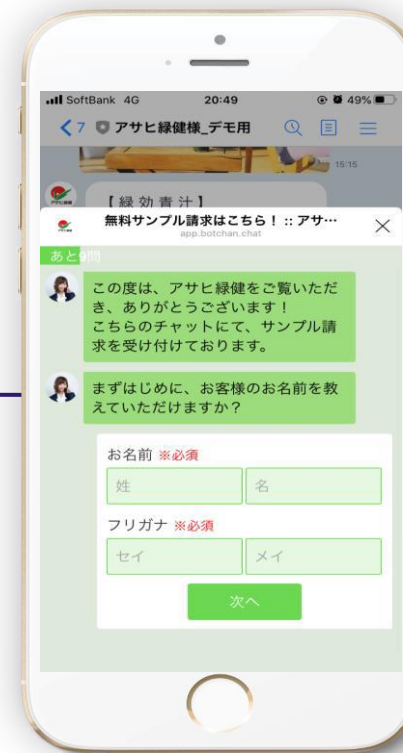 SoftBank 4G 20:49 49%
7 アサヒ緑健様_デモ用
15:15
【緑効青汁】
無料サンプル請求はこちら！ :: アサ…
app.botchan.chat
あと9問
この度は、アサヒ緑健をご覧いただ
き、ありがとうございます！
こちらのチャットにて、サンプル請
求を受け付けております。
まずはじめに、お客様のお名前を教
えていただけますか？
お名前 ※必須
姓 名
フリガナ ※必須
セイ メイ
次へ